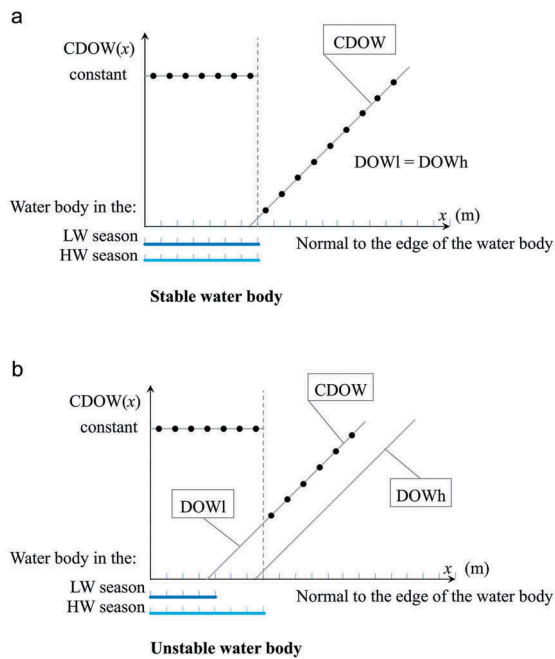 a
CDOW(x)
constant
CDOW
DOWl = DOWh
Water body in the:
x (m)
LW season
HW season
Normal to the edge of the water body
Stable water body
b
CDOW(x)
constant
CDOW
DOWl
DOWh
Water body in the:
x (m)
LW season
HW season
Normal to the edge of the water body
Unstable water body